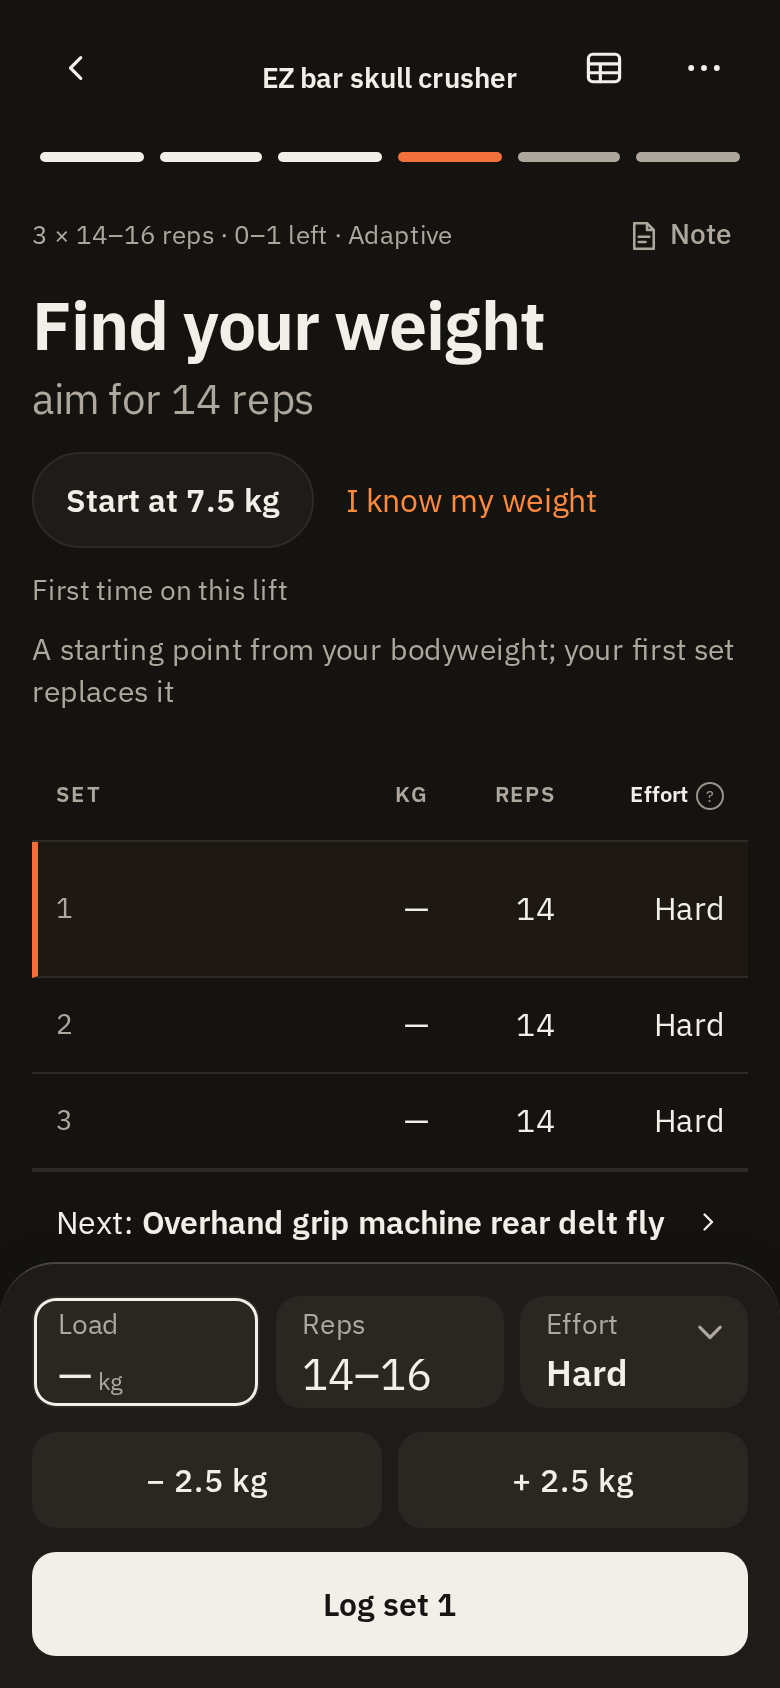 EZ bar skull crusher
3 × 14–16 reps · 0–1 left · Adaptive
Note
Find your weight
aim for 14 reps
Start at 7.5 kg
I know my weight
First time on this lift
A starting point from your bodyweight; your first set
replaces it
SET KG REPS Effort ?
1 — 14 Hard
2 — 14 Hard
3 — 14 Hard
Next: Overhand grip machine rear delt fly
Load Reps Effort
— kg 14–16 Hard
− 2.5 kg + 2.5 kg
Log set 1